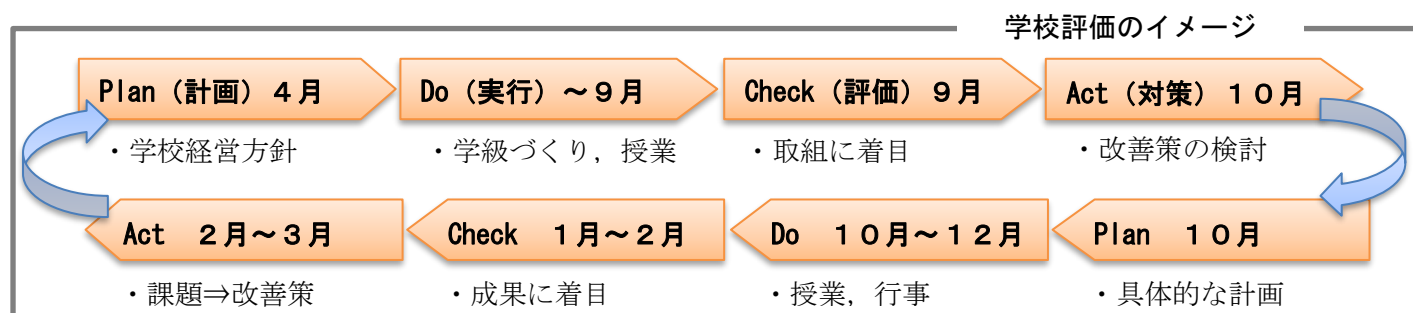 学校評価のイメージ
Plan（計画）４月
Do（実行）～９月
Check（評価）９月
Act（対策）１０月
・学校経営方針
・学級づくり，授業
・取組に着目
・改善策の検討
Plan　１０月
Do　１０月～１２月
Check　１月～２月
Act　２月～３月
・具体的な計画
・授業，行事
・成果に着目
・課題⇒改善策